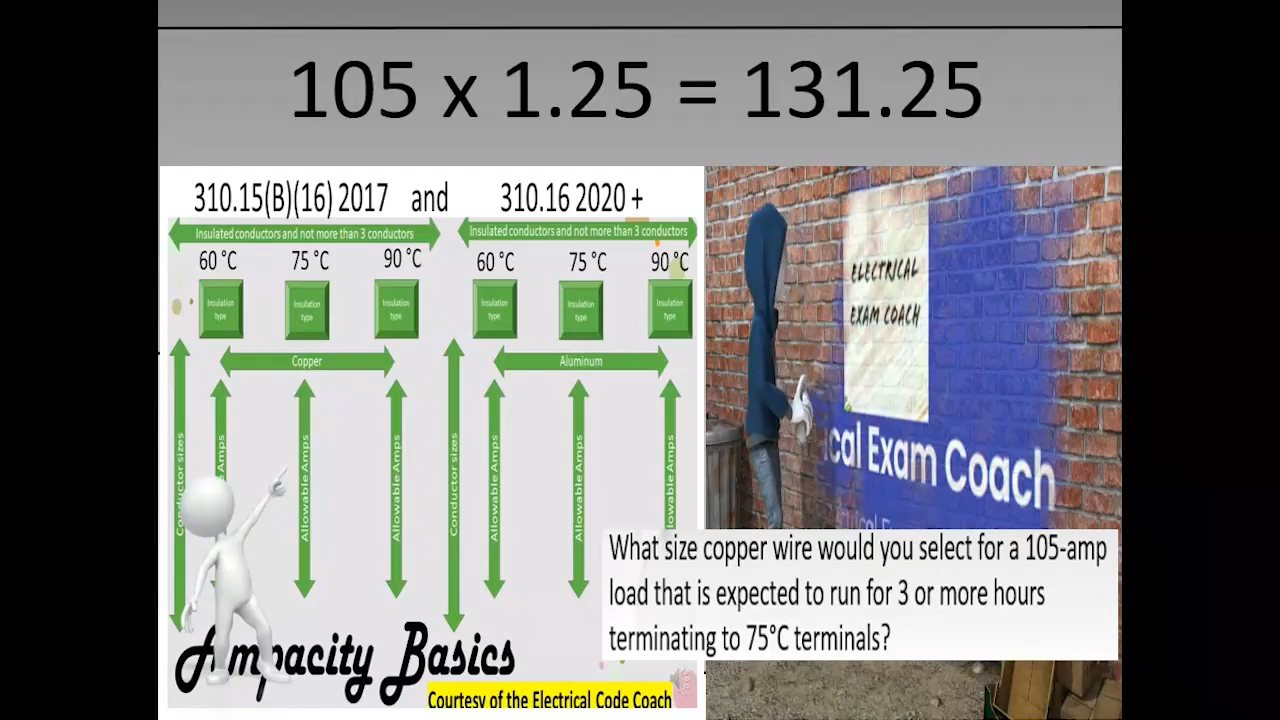 105 x 1.25 = 131.25
310.15(B)(16) 2017 and 310.16 2020 +
Insulated conductors and not more than 3 conductors
Insulated conductors and not more than 3 conductors
60 °C 75 °C 90 °C 60 °C 75 °C 90 °C
Insulation type
Insulation type
Insulation type
Insulation type
Insulation type
Insulation type
Copper
Aluminum
Conductor sizes
Allowable Amps
Allowable Amps
Allowable Amps
Conductor sizes
Allowable Amps
Allowable Amps
Allowable Amps
Ampacity Basics
Courtesy of the Electrical Code Coach
ELECTRICAL
EXAM COACH
ical Exam Coach
What size copper wire would you select for a 105-amp
load that is expected to run for 3 or more hours
terminating to 75°C terminals?